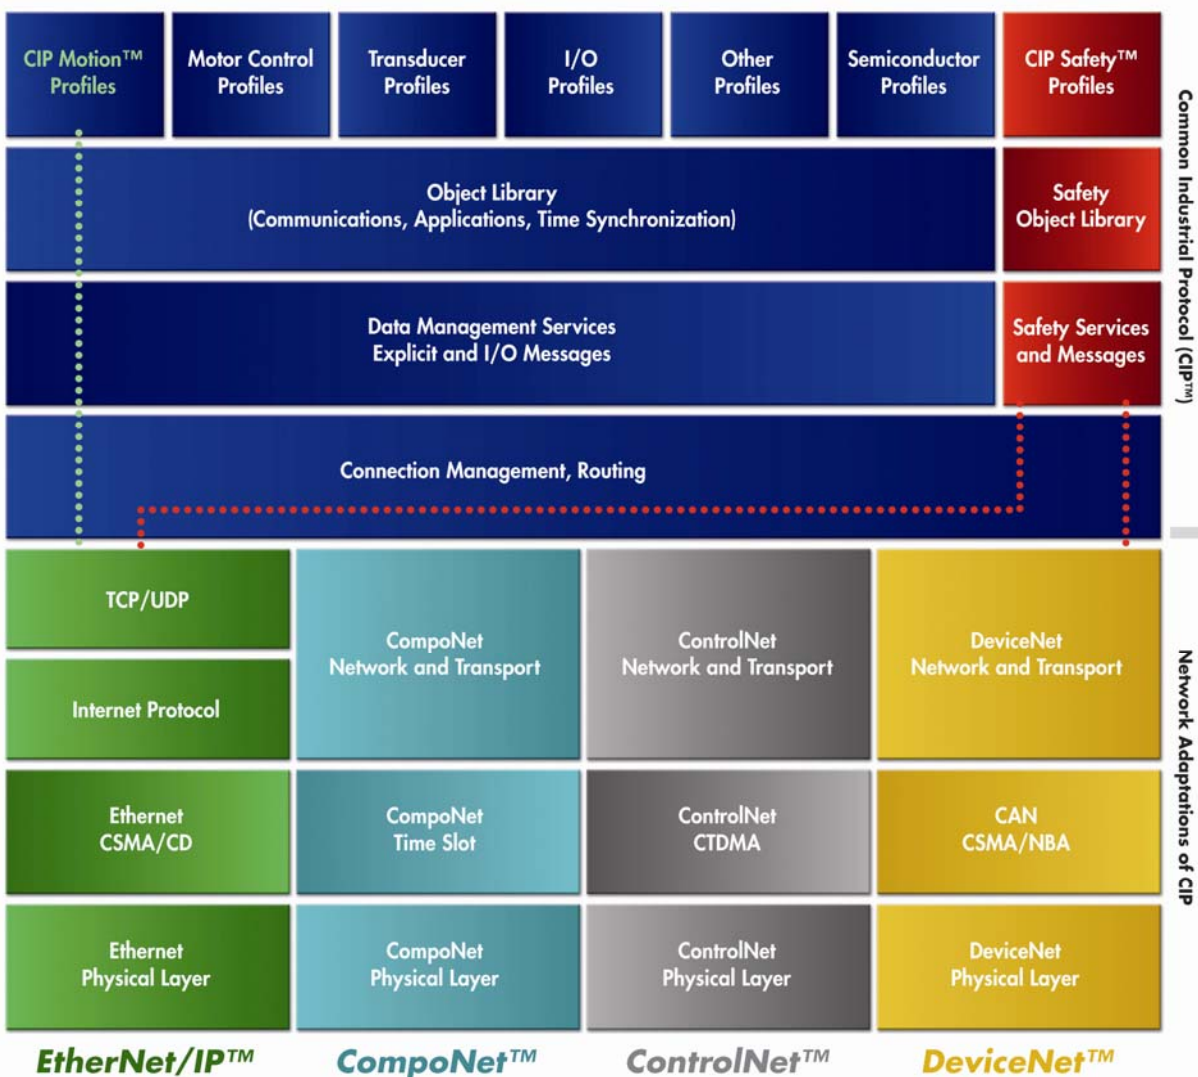 CIP Motion™
Profiles
Motor Control
Profiles
Transducer
Profiles
I/O
Profiles
Other
Profiles
Semiconductor
Profiles
CIP Safety™
Profiles
Object Library
(Communications, Applications, Time Synchronization)
Safety
Object Library
Data Management Services
Explicit and I/O Messages
Safety Services
and Messages
Connection Management, Routing
Common Industrial Protocol (CIP™)
TCP/UDP
Internet Protocol
CompoNet
Network and Transport
ControlNet
Network and Transport
DeviceNet
Network and Transport
Ethernet
CSMA/CD
CompoNet
Time Slot
ControlNet
CTDMA
CAN
CSMA/NBA
Ethernet
Physical Layer
CompoNet
Physical Layer
ControlNet
Physical Layer
DeviceNet
Physical Layer
Network Adaptations of CIP
EtherNet/IP™
CompoNet™
ControlNet™
DeviceNet™